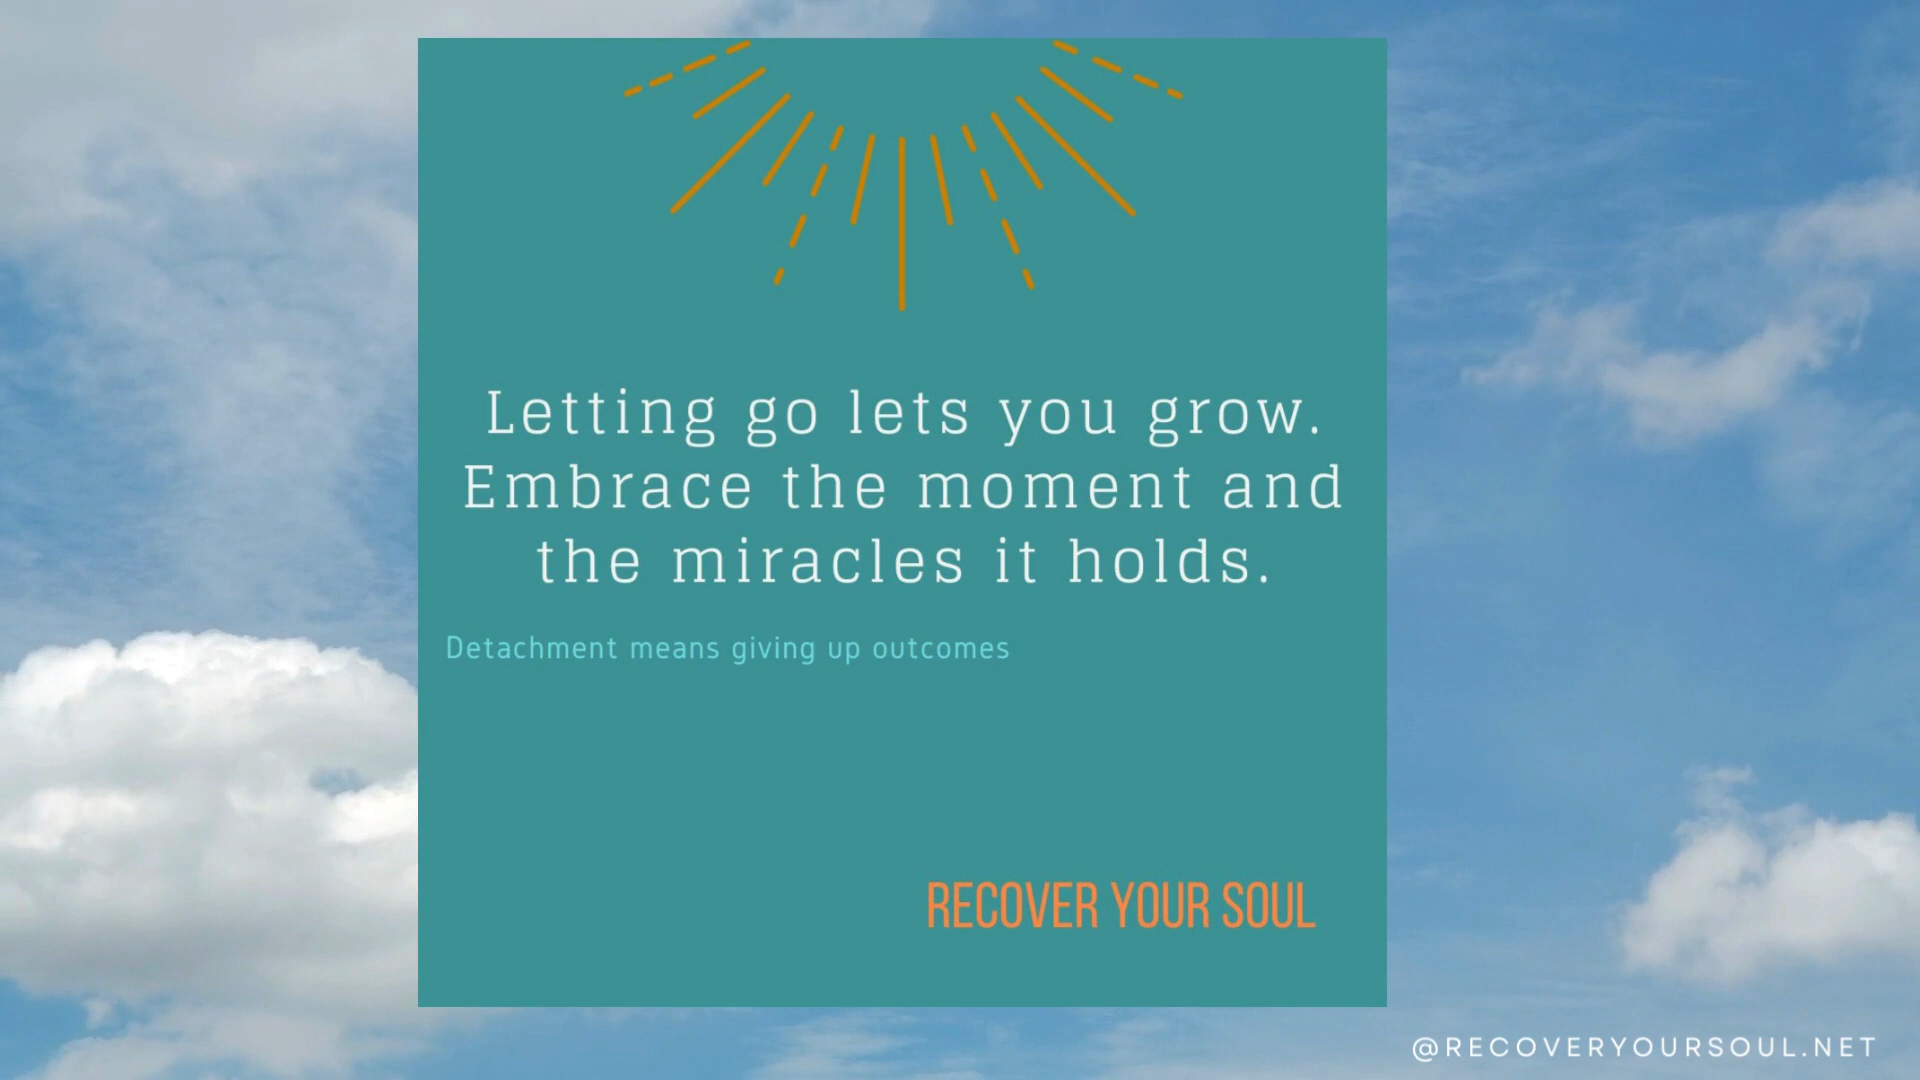 Letting go lets you grow.
Embrace the moment and
the miracles it holds.
Detachment means giving up outcomes
RECOVER YOUR SOUL
@RECOVERYOURSOUL.NET